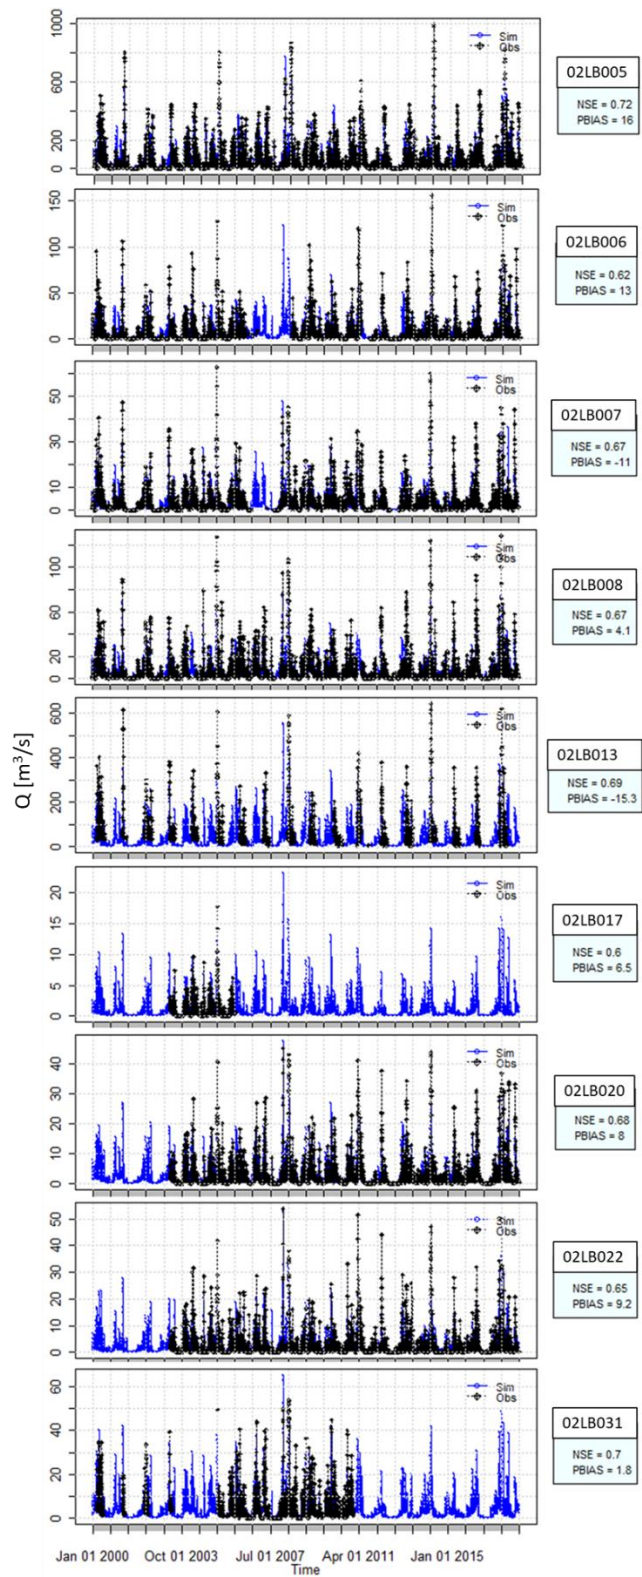 1000
600
200
0
Sim
Obs
02LB005
NSE = 0.72
PBIAS = 16
150
100
50
0
Sim
Obs
02LB006
NSE = 0.62
PBIAS = 13
50
30
10
0
Sim
Obs
02LB007
NSE = 0.67
PBIAS = -11
100
60
20
0
Sim
Obs
02LB008
NSE = 0.67
PBIAS = 4.1
Q [m³/s]
600
400
200
0
Sim
Obs
02LB013
NSE = 0.69
PBIAS = -15.3
20
15
10
5
0
Sim
Obs
02LB017
NSE = 0.6
PBIAS = 6.5
40
30
20
10
0
Sim
Obs
02LB020
NSE = 0.68
PBIAS = 8
50
40
30
20
10
0
Sim
Obs
02LB022
NSE = 0.65
PBIAS = 9.2
60
40
20
0
Sim
Obs
02LB031
NSE = 0.7
PBIAS = 1.8
Jan 01 2000 Oct 01 2003 Jul 01 2007 Apr 01 2011 Jan 01 2015
Time